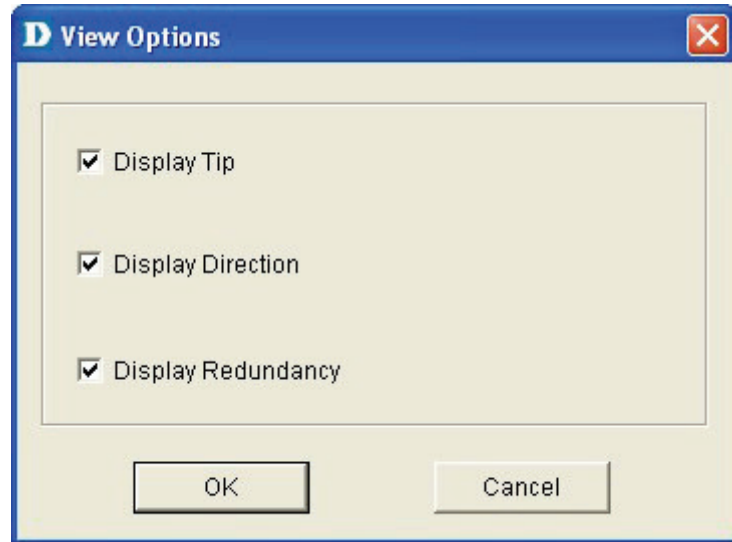 D View Options
Display Tip
Display Direction
Display Redundancy
OK Cancel